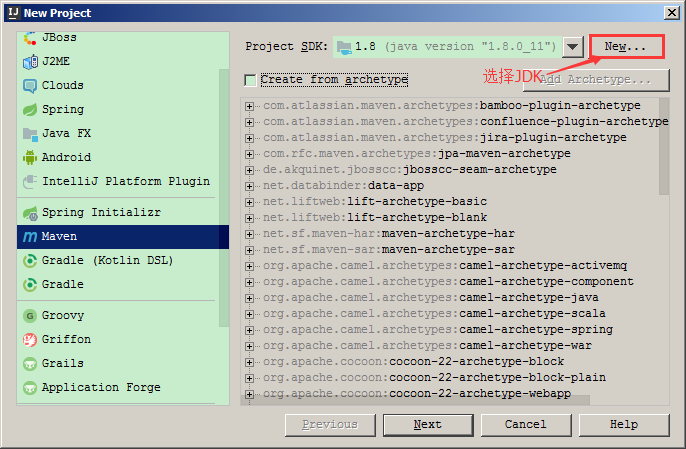 New Project
JBoss
J2ME
Clouds
Spring
Java FX
Android
IntelliJ Platform Plugin
Spring Initializr
Maven
Gradle (Kotlin DSL)
Gradle
Groovy
Griffon
Grails
Application Forge
Project SDK: 1.8 (java version "1.8.0_11") New...
选择JDK
Create from archetype
Add Archetype...
com.atlassian.maven.archetypes:bamboo-plugin-archetype
com.atlassian.maven.archetypes:confluence-plugin-archetype
com.atlassian.maven.archetypes:jira-plugin-archetype
com.rfc.maven.archetypes:jpa-maven-archetype
de.akquinet.jbosscc:jbosscc-seam-archetype
net.databinder:data-app
net.liftweb:lift-archetype-basic
net.liftweb:lift-archetype-blank
net.sf.maven-har:maven-archetype-har
net.sf.maven-sar:maven-archetype-sar
org.apache.camel.archetypes:camel-archetype-activemq
org.apache.camel.archetypes:camel-archetype-component
org.apache.camel.archetypes:camel-archetype-java
org.apache.camel.archetypes:camel-archetype-scala
org.apache.camel.archetypes:camel-archetype-spring
org.apache.camel.archetypes:camel-archetype-war
org.apache.cocoon:cocoon-22-archetype-block
org.apache.cocoon:cocoon-22-archetype-block-plain
org.apache.cocoon:cocoon-22-archetype-webapp
Previous Next Cancel Help